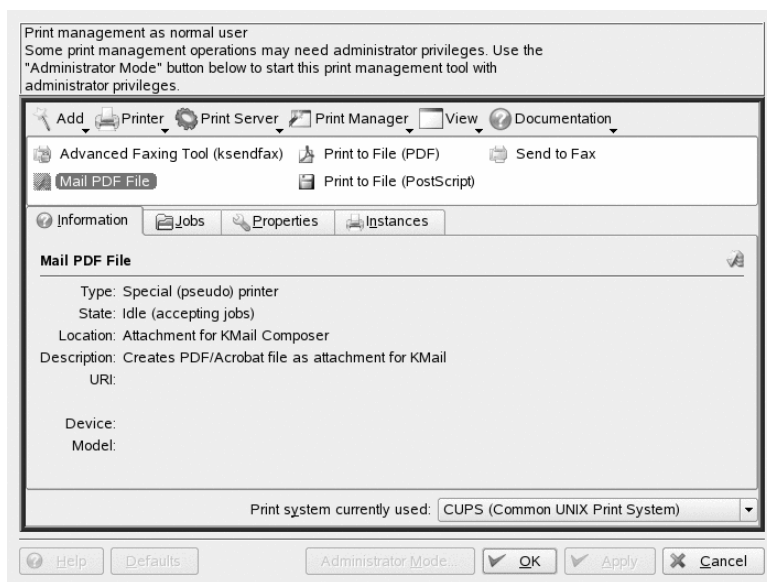 Print management as normal user
Some print management operations may need administrator privileges. Use the
"Administrator Mode" button below to start this print management tool with
administrator privileges.
Add Printer Print Server Print Manager View Documentation
Advanced Faxing Tool (ksendfax) Print to File (PDF) Send to Fax
Mail PDF File Print to File (PostScript)
Information Jobs Properties Instances
Mail PDF File
Type: Special (pseudo) printer
State: Idle (accepting jobs)
Location: Attachment for KMail Composer
Description: Creates PDF/Acrobat file as attachment for KMail
URI:
Device:
Model:
Print system currently used: CUPS (Common UNIX Print System)
Help Defaults Administrator Mode... OK Apply Cancel